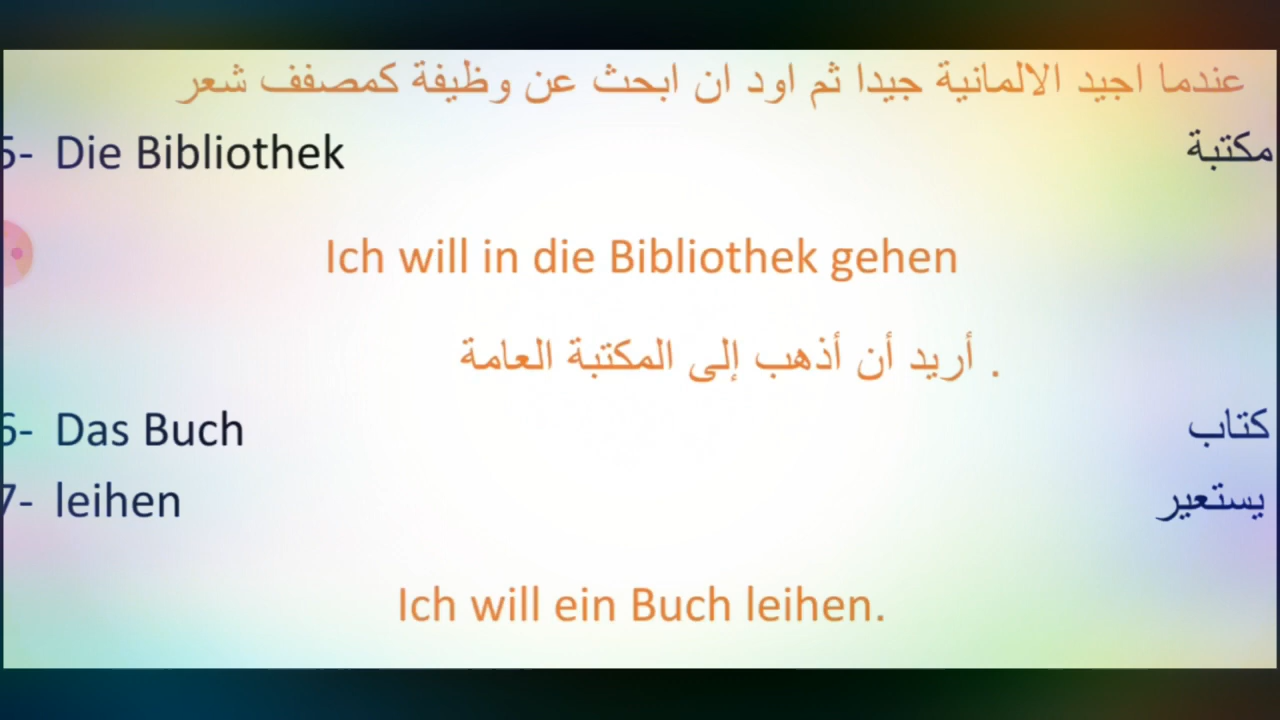 عندما اجيد الالمانية جيدا ثم اود ان ابحث عن وظيفة كمصفف شعر
5- Die Bibliothek مكتبة
Ich will in die Bibliothek gehen
أريد أن أذهب إلى المكتبة العامة .
6- Das Buch كتاب
7- leihen يستعير
Ich will ein Buch leihen.